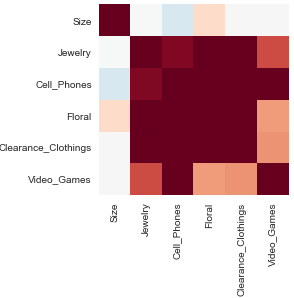 Size
Jewelry
Cell_Phones
Floral
Clearance_Clothings
Video_Games
Size
Jewelry
Cell_Phones
Floral
Clearance_Clothings
Video_Games